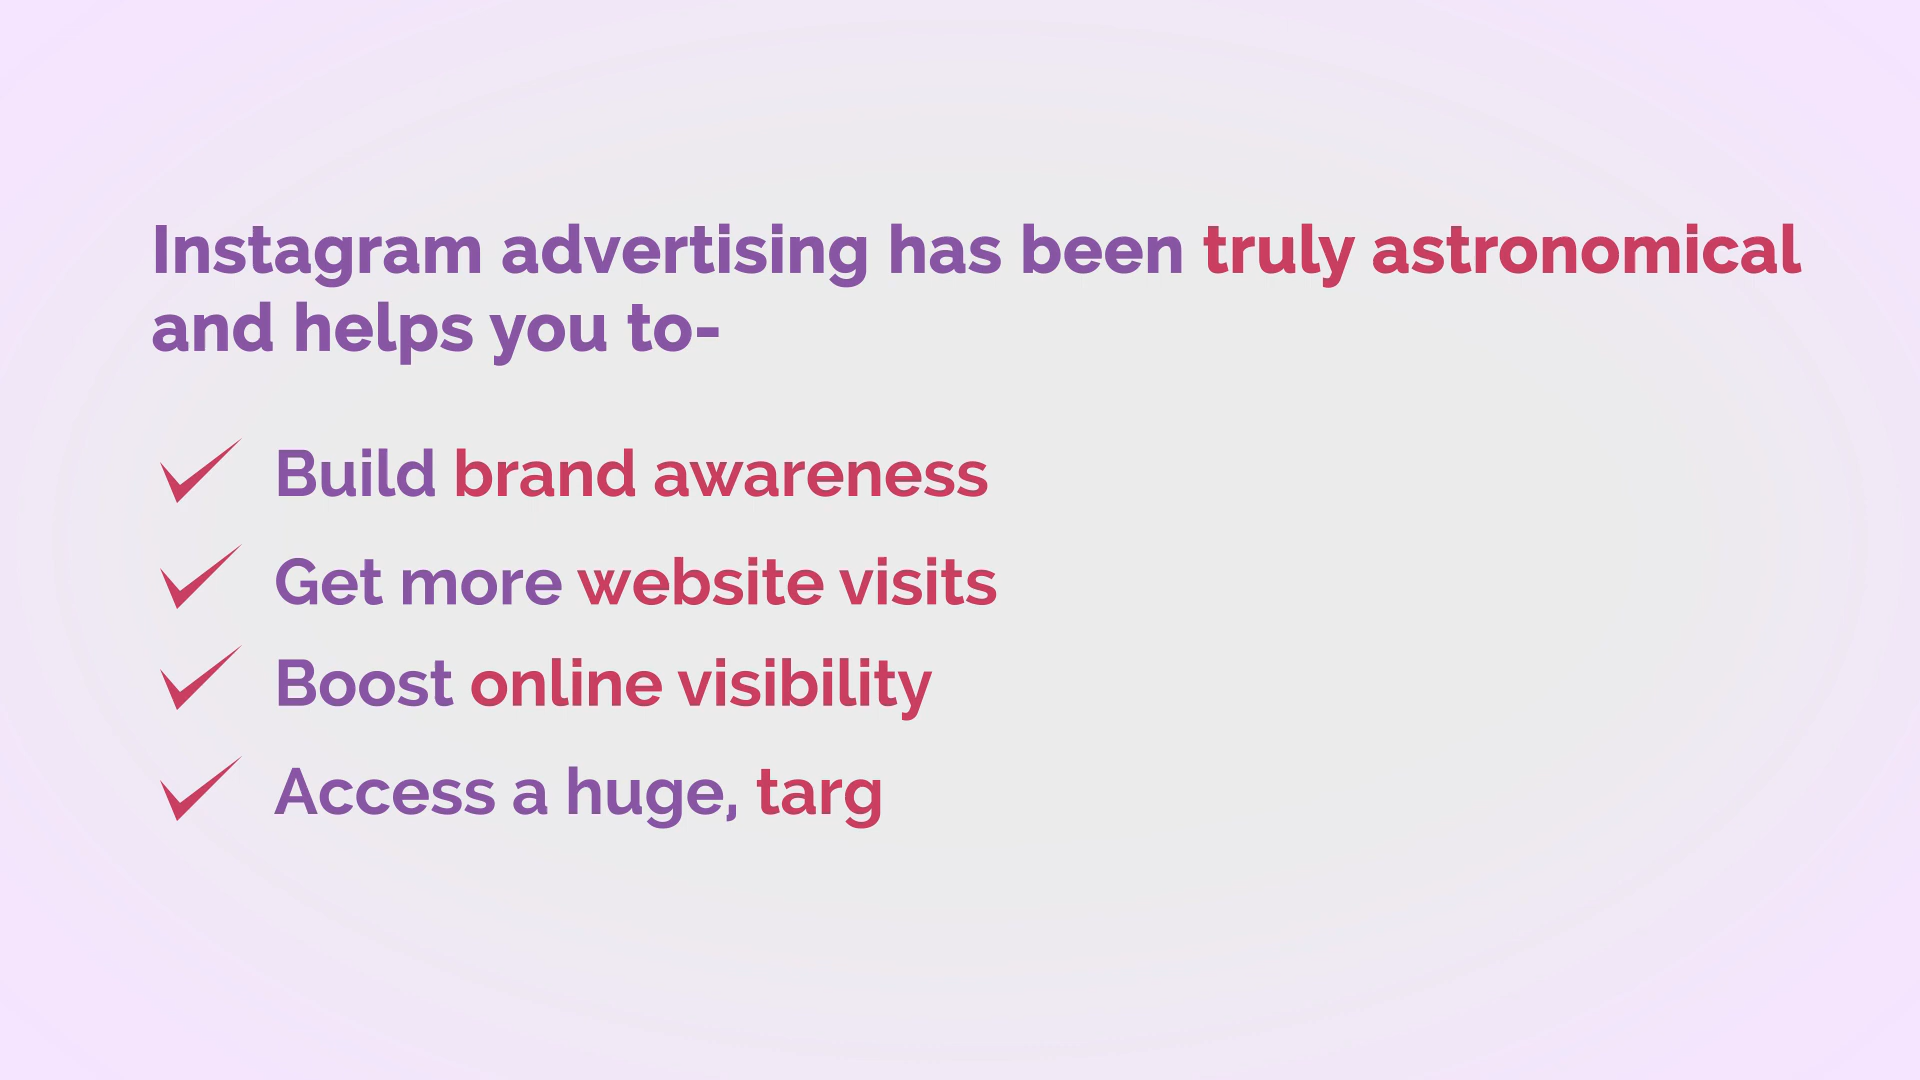 Instagram advertising has been truly astronomical
and helps you to-
Build brand awareness
Get more website visits
Boost online visibility
Access a huge, targ